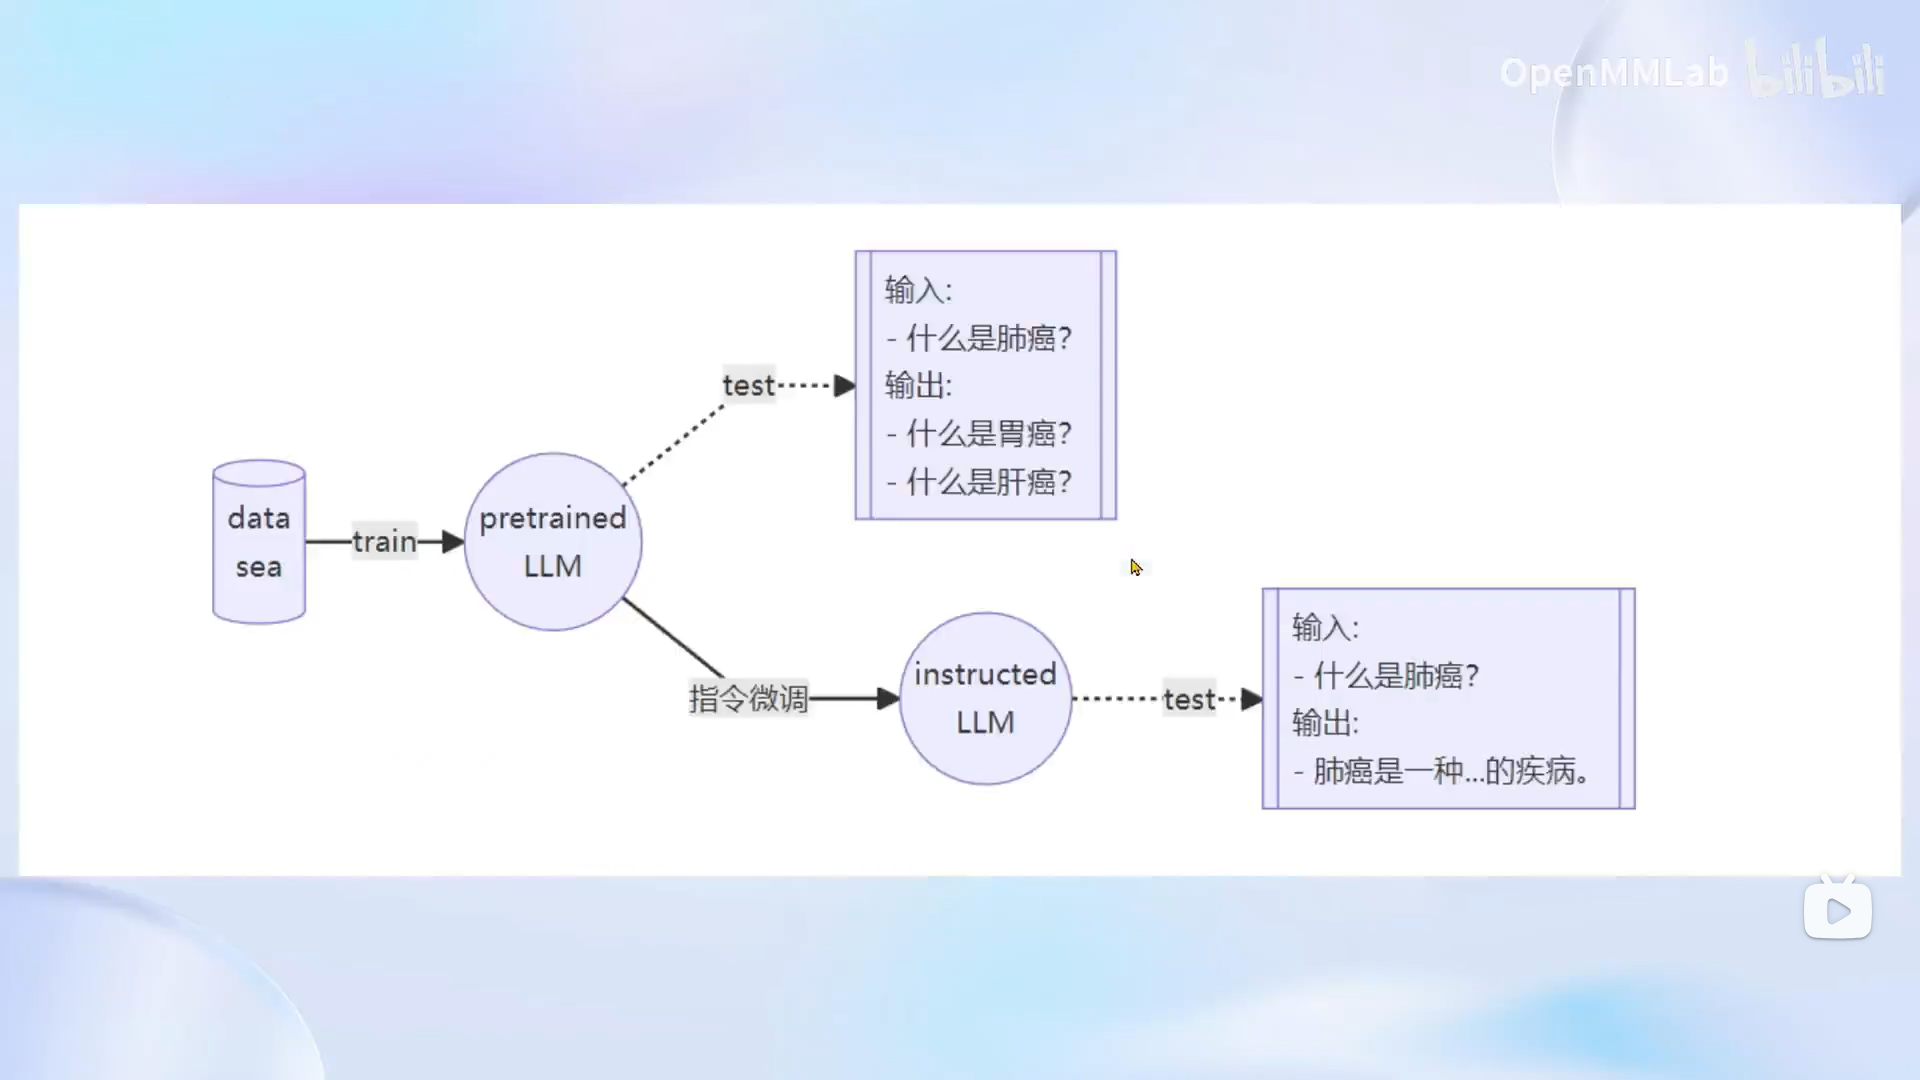 OpenMMLab bilibili
输入:
- 什么是肺癌?
输出:
- 什么是胃癌?
- 什么是肝癌?
test
data
sea
train
pretrained
LLM
指令微调
instructed
LLM
test
输入:
- 什么是肺癌?
输出:
- 肺癌是一种...的疾病。